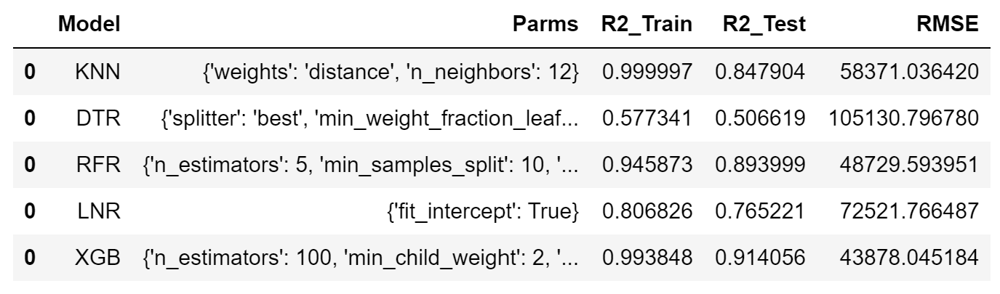 Model Parms R2_Train R2_Test RMSE
0 KNN {'weights': 'distance', 'n_neighbors': 12} 0.999997 0.847904 58371.036420
0 DTR {'splitter': 'best', 'min_weight_fraction_leaf... 0.577341 0.506619 105130.796780
0 RFR {'n_estimators': 5, 'min_samples_split': 10, '... 0.945873 0.893999 48729.593951
0 LNR {'fit_intercept': True} 0.806826 0.765221 72521.766487
0 XGB {'n_estimators': 100, 'min_child_weight': 2, '... 0.993848 0.914056 43878.045184